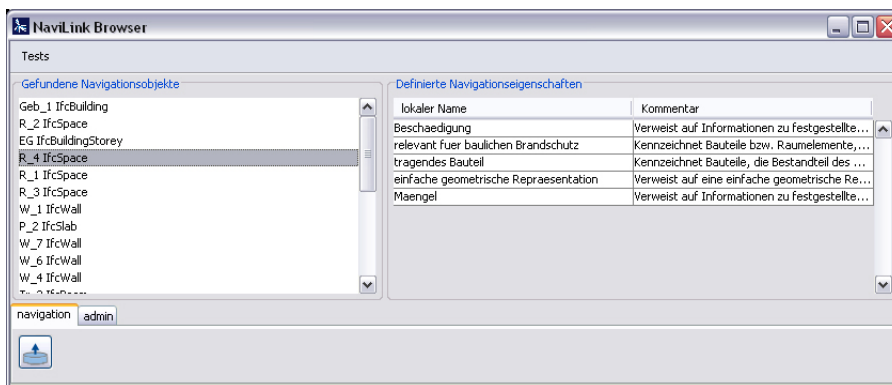 NaviLink Browser
Tests
Gefundene Navigationsobjekte
Geb_1 IfcBuilding
R_2 IfcSpace
EG IfcBuildingStorey
R_4 IfcSpace
R_1 IfcSpace
R_3 IfcSpace
W_1 IfcWall
P_2 IfcSlab
W_7 IfcWall
W_6 IfcWall
W_4 IfcWall
Definierte Navigationseigenschaften
lokaler Name Kommentar
Beschaedigung Verweist auf Informationen zu festgestellte...
relevant fuer baulichen Brandschutz Kennzeichnet Bauteile bzw. Raumelemente,...
tragendes Bauteil Kennzeichnet Bauteile, die Bestandteil des ...
einfache geometrische Repraesentation Verweist auf eine einfache geometrische Re...
Maengel Verweist auf Informationen zu festgestellte...
navigation admin